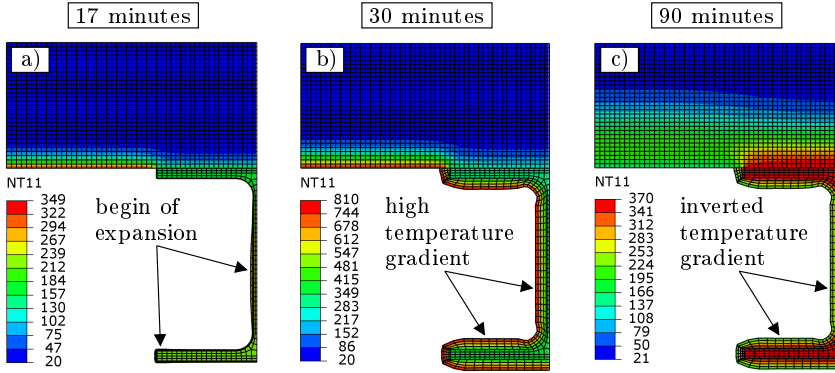 17 minutes
30 minutes
90 minutes
a)
b)
c)
NT11
349
322
294
267
239
212
184
157
130
102
75
47
20
begin of
expansion
NT11
810
744
678
612
547
481
415
349
283
217
152
86
20
high
temperature
gradient
NT11
370
341
312
283
253
224
195
166
137
108
79
50
21
inverted
temperature
gradient